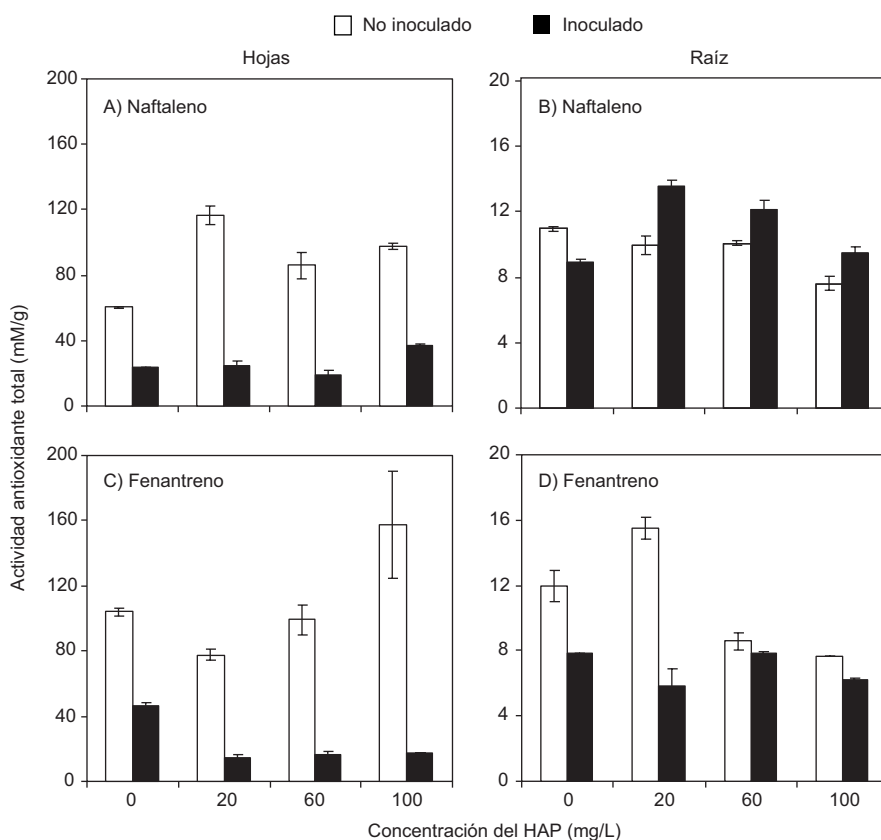 No inoculado
Inoculado
Hojas
Raíz
Actividad antioxidante total (mM/g)
A) Naftaleno
200
160
120
80
40
0
B) Naftaleno
20
16
12
8
4
0
C) Fenantreno
200
160
120
80
40
0
D) Fenantreno
20
16
12
8
4
0
0 20 60 100
0 20 60 100
Concentración del HAP (mg/L)